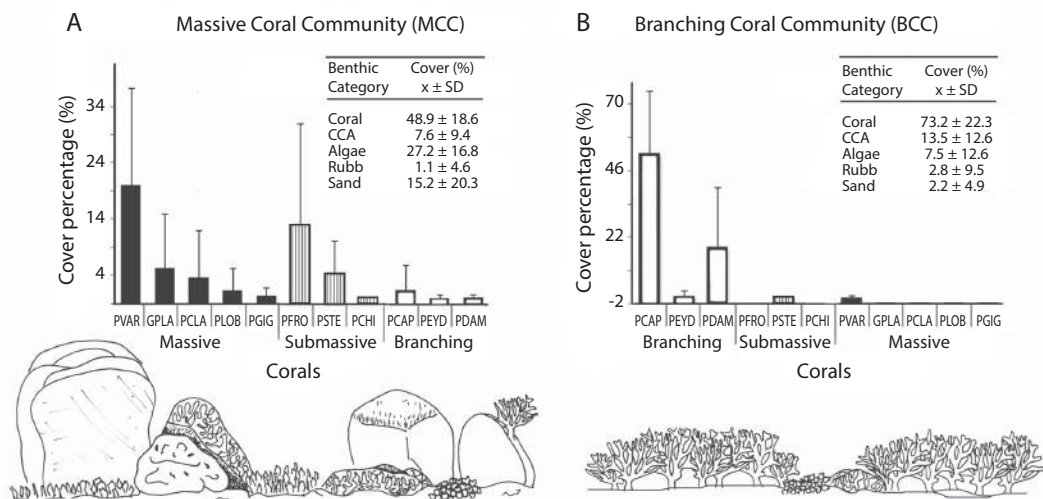 A Massive Coral Community (MCC)
Benthic Category Cover (%) x ± SD
Coral 48.9 ± 18.6
CCA 7.6 ± 9.4
Algae 27.2 ± 16.8
Rubb 1.1 ± 4.6
Sand 15.2 ± 20.3
Cover percentage (%)
34
24
14
4
PVAR GPLA PCLA PLOB PGIG PFRO PSTE PCHI PCAP PEYD PDAM
Massive Submassive Branching
Corals
B Branching Coral Community (BCC)
Benthic Category Cover (%) x ± SD
Coral 73.2 ± 22.3
CCA 13.5 ± 12.6
Algae 7.5 ± 12.6
Rubb 2.8 ± 9.5
Sand 2.2 ± 4.9
Cover percentage (%)
70
46
22
-2
PCAP PEYD PDAM PFRO PSTE PCHI PVAR GPLA PCLA PLOB PGIG
Branching Submassive Massive
Corals